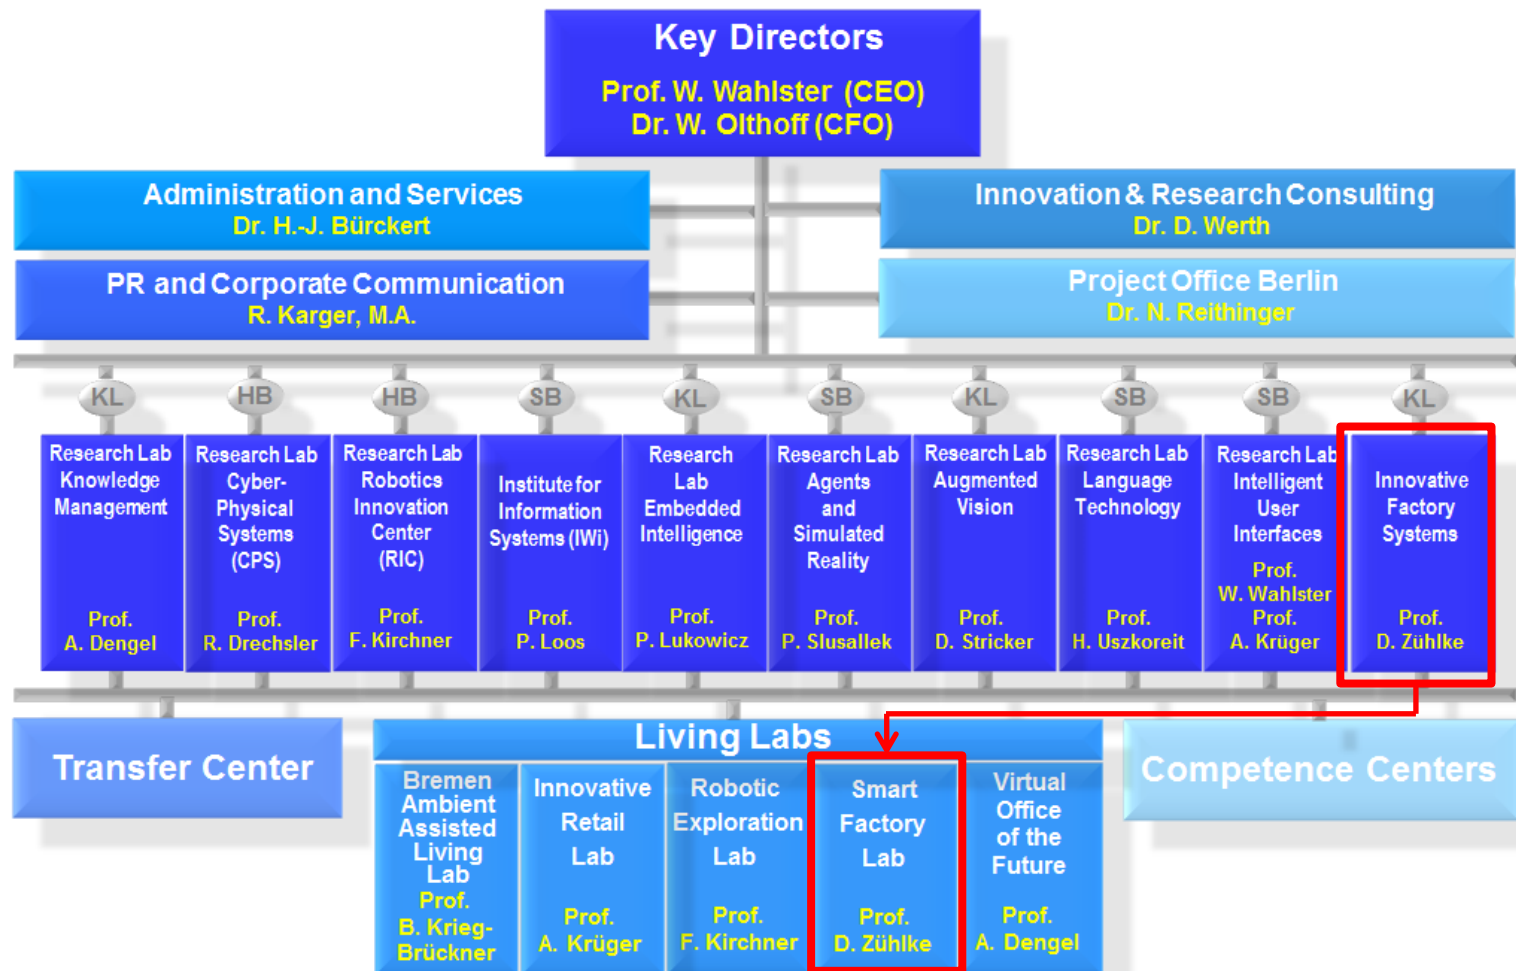 Key Directors
Prof. W. Wahlster (CEO)
Dr. W. Olthoff (CFO)
Administration and Services
Dr. H.-J. Bürckert
Innovation & Research Consulting
Dr. D. Werth
PR and Corporate Communication
R. Karger, M.A.
Project Office Berlin
Dr. N. Reithinger
KL
HB
HB
SB
KL
SB
KL
SB
SB
KL
Research Lab
Knowledge
Management
Prof.
A. Dengel
Research Lab
Cyber-
Physical
Systems
(CPS)
Prof.
R. Drechsler
Research Lab
Robotics
Innovation
Center
(RIC)
Prof.
F. Kirchner
Institute for
Information
Systems (IWi)
Prof.
P. Loos
Research
Lab
Embedded
Intelligence
Prof.
P. Lukowicz
Research Lab
Agents
and
Simulated
Reality
Prof.
P. Slusallek
Research Lab
Augmented
Vision
Prof.
D. Stricker
Research Lab
Language
Technology
Prof.
H. Uszkoreit
Research Lab
Intelligent
User
Interfaces
Prof.
W. Wahlster
Prof.
A. Krüger
Innovative
Factory
Systems
Prof.
D. Zühlke
Transfer Center
Living Labs
Competence Centers
Bremen
Ambient
Assisted
Living
Lab
Prof.
B. Krieg-
Brückner
Innovative
Retail
Lab
Prof.
A. Krüger
Robotic
Exploration
Lab
Prof.
F. Kirchner
Smart
Factory
Lab
Prof.
D. Zühlke
Virtual
Office
of the
Future
Prof.
A. Dengel